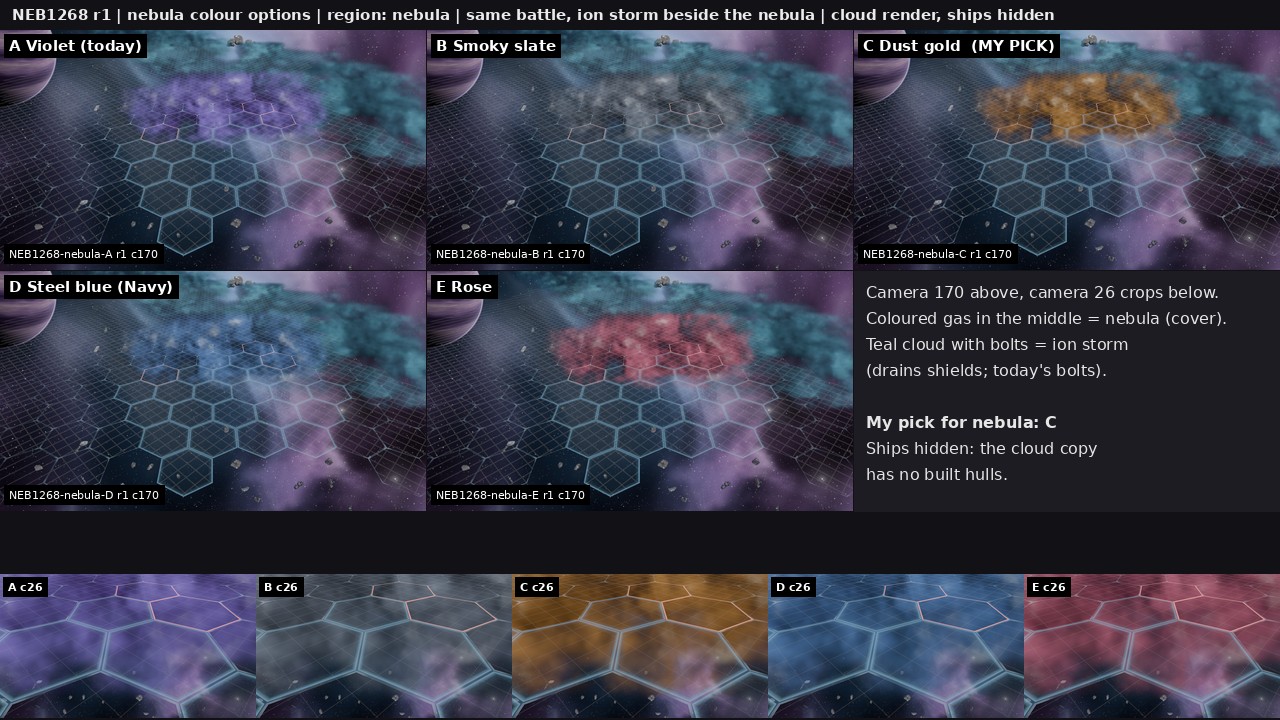 NEB1268 r1 | nebula colour options | region: nebula | same battle, ion storm beside the nebula | cloud render, ships hidden
A Violet (today)
B Smoky slate
C Dust gold  (MY PICK)
NEB1268-nebula-A r1 c170
NEB1268-nebula-B r1 c170
NEB1268-nebula-C r1 c170
D Steel blue (Navy)
E Rose
NEB1268-nebula-D r1 c170
NEB1268-nebula-E r1 c170
Camera 170 above, camera 26 crops below.
Coloured gas in the middle = nebula (cover).
Teal cloud with bolts = ion storm
(drains shields; today's bolts).
My pick for nebula: C
Ships hidden: the cloud copy
has no built hulls.
A c26
B c26
C c26
D c26
E c26